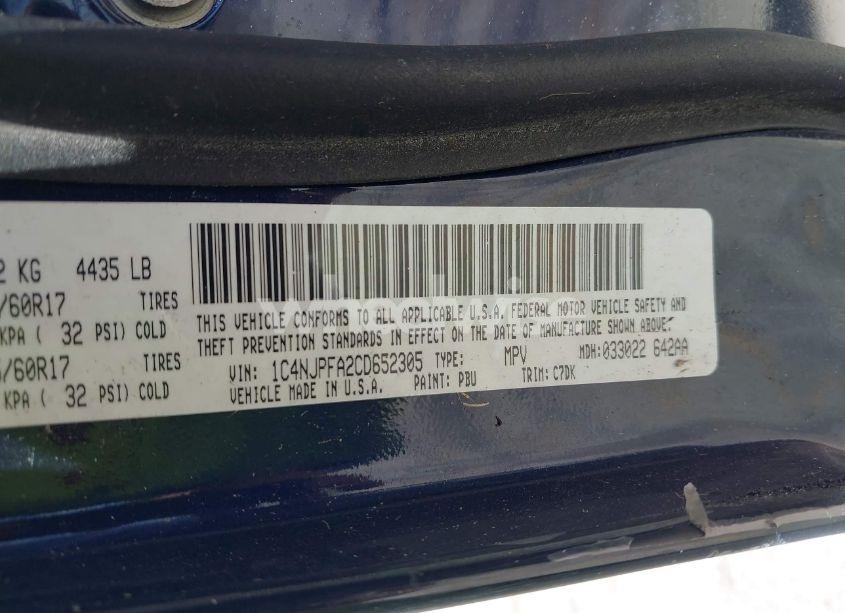 2 KG 4435 LB
/60R17 TIRES
KPA ( 32 PSI) COLD
/60R17 TIRES
KPA ( 32 PSI) COLD
THIS VEHICLE CONFORMS TO ALL APPLICABLE U.S.A. FEDERAL MOTOR VEHICLE SAFETY AND
THEFT PREVENTION STANDARDS IN EFFECT ON THE DATE OF MANUFACTURE SHOWN ABOVE.
VIN: 1C4NJPFA2CD652305 TYPE: MPV MDH:033022 642AA
VEHICLE MADE IN U.S.A. PAINT: PBU TRIM: C7DK